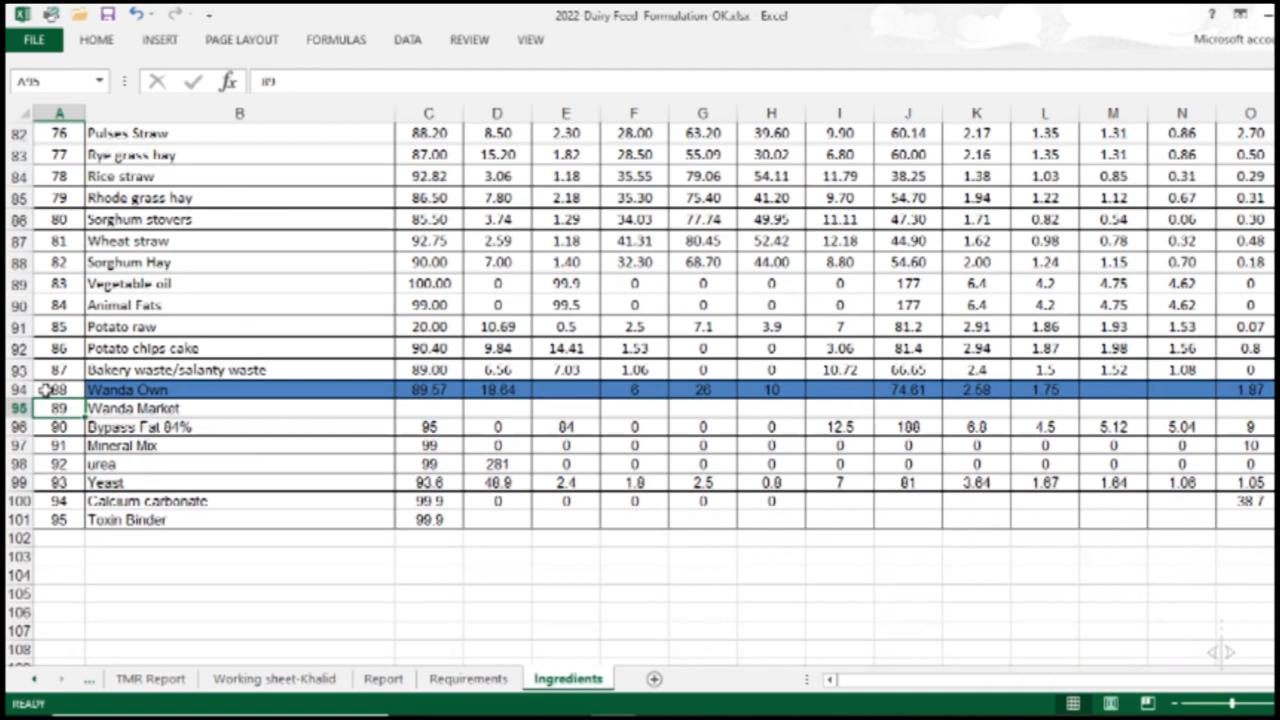 2022 Dairy Feed Formulation OK.xlsx - Excel
FILE HOME INSERT PAGE LAYOUT FORMULAS DATA REVIEW VIEW Microsoft accou
A95 fx 89
A B C D E F G H I J K L M N O
82 76 Pulses Straw 88.20 8.50 2.30 28.00 63.20 39.60 9.90 60.14 2.17 1.35 1.31 0.86 2.70
83 77 Rye grass hay 87.00 15.20 1.82 28.50 55.09 30.02 6.80 60.00 2.16 1.35 1.31 0.86 0.50
84 78 Rice straw 92.82 3.06 1.18 35.55 79.06 54.11 11.79 38.25 1.38 1.03 0.85 0.31 0.29
85 79 Rhode grass hay 86.50 7.80 2.18 35.30 75.40 41.20 9.70 54.70 1.94 1.22 1.12 0.67 0.31
86 80 Sorghum stovers 85.50 3.74 1.29 34.03 77.74 49.95 11.11 47.30 1.71 0.82 0.54 0.06 0.30
87 81 Wheat straw 92.75 2.59 1.18 41.31 80.45 52.42 12.18 44.90 1.62 0.98 0.78 0.32 0.48
88 82 Sorghum Hay 90.00 7.00 1.40 32.30 68.70 44.00 8.80 54.60 2.00 1.24 1.15 0.70 0.18
89 83 Vegetable oil 100.00 0 99.9 0 0 0 0 177 6.4 4.2 4.75 4.62 0
90 84 Animal Fats 99.00 0 99.5 0 0 0 0 177 6.4 4.2 4.75 4.62 0
91 85 Potato raw 20.00 10.69 0.5 2.5 7.1 3.9 7 81.2 2.91 1.86 1.93 1.53 0.07
92 86 Potato chips cake 90.40 9.84 14.41 1.53 0 0 3.06 81.4 2.94 1.87 1.98 1.56 0.8
93 87 Bakery waste/salanty waste 89.00 6.56 7.03 1.06 0 0 10.72 66.65 2.4 1.5 1.52 1.08 0
94 88 Wanda Own 89.57 18.64 6 26 10 74.61 2.58 1.75 1.87
95 89 Wanda Market
96 90 Bypass Fat 84% 95 0 84 0 0 0 12.5 188 6.8 4.5 5.12 5.04 9
97 91 Mineral Mix 99 0 0 0 0 0 0 0 0 0 0 0 10
98 92 urea 99 281 0 0 0 0 0 0 0 0 0 0 0
99 93 Yeast 93.6 48.9 2.4 1.8 2.5 0.8 7 81 3.64 1.67 1.64 1.06 1.05
100 94 Calcium carbonate 99.9 0 0 0 0 0 38.7
101 95 Toxin Binder 99.9
102
103
104
105
106
107
108
... TMR Report Working sheet-Khalid Report Requirements Ingredients
READY